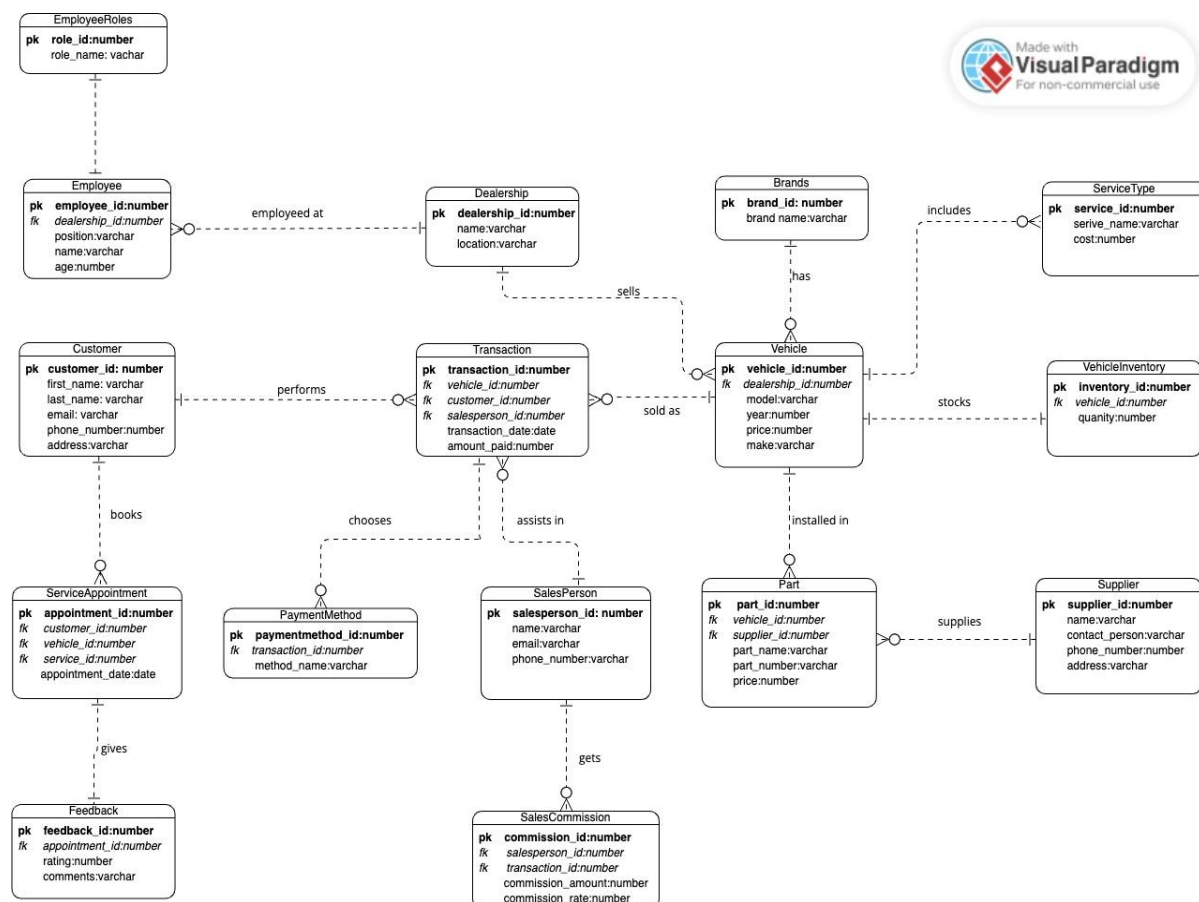 EmployeeRoles
pk role_id:number
role_name: vachar
Made with
VisualParadigm
For non-commercial use
Employee
pk employee_id:number
fk dealership_id:number
position:varchar
name:varchar
age:number
employeed at
Dealership
pk dealership_id:number
name:varchar
location:varchar
Brands
pk brand_id: number
brand name:varchar
includes
ServiceType
pk service_id:number
serive_name:varchar
cost:number
sells
has
Customer
pk customer_id: number
first_name: varchar
last_name: varchar
email: varchar
phone_number:number
address:varchar
performs
Transaction
pk transaction_id:number
fk vehicle_id:number
fk customer_id:number
fk salesperson_id:number
transaction_date:date
amount_paid:number
sold as
Vehicle
pk vehicle_id:number
fk dealership_id:number
model:varchar
year:number
price:number
make:varchar
stocks
VehicleInventory
pk inventory_id:number
fk vehicle_id:number
quanity:number
books
chooses
assists in
installed in
ServiceAppointment
pk appointment_id:number
fk customer_id:number
fk vehicle_id:number
fk service_id:number
appointment_date:date
PaymentMethod
pk paymentmethod_id:number
fk transaction_id:number
method_name:varchar
SalesPerson
pk salesperson_id: number
name:varchar
email:varchar
phone_number:varchar
Part
pk part_id:number
fk vehicle_id:number
fk supplier_id:number
part_name:varchar
part_number:varchar
price:number
supplies
Supplier
pk supplier_id:number
name:varchar
contact_person:varchar
phone_number:number
address:varchar
gives
gets
Feedback
pk feedback_id:number
fk appointment_id:number
rating:number
comments:varchar
SalesCommission
pk commission_id:number
fk salesperson_id:number
fk transaction_id:number
commission_amount:number
commission_rate:number